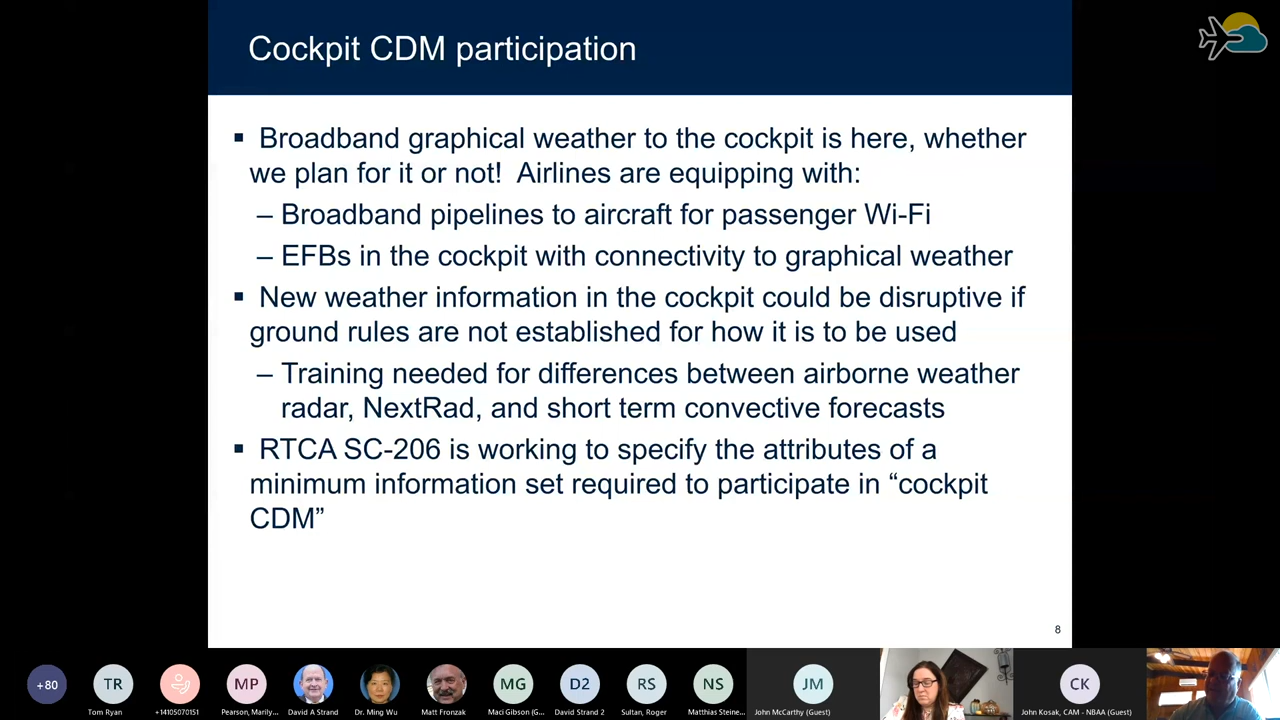 Cockpit CDM participation
▪ Broadband graphical weather to the cockpit is here, whether
we plan for it or not! Airlines are equipping with:
– Broadband pipelines to aircraft for passenger Wi-Fi
– EFBs in the cockpit with connectivity to graphical weather
▪ New weather information in the cockpit could be disruptive if
ground rules are not established for how it is to be used
– Training needed for differences between airborne weather
radar, NextRad, and short term convective forecasts
▪ RTCA SC-206 is working to specify the attributes of a
minimum information set required to participate in “cockpit
CDM”
8
+80 TR MP MG D2 RS NS JM CK
Tom Ryan +14105070151 Pearson, Marily... David A Strand Dr. Ming Wu Matt Fronzak Maci Gibson (G... David Strand 2 Sultan, Roger Matthias Steine... John McCarthy (Guest) John Kosak, CAM - NBAA (Guest)